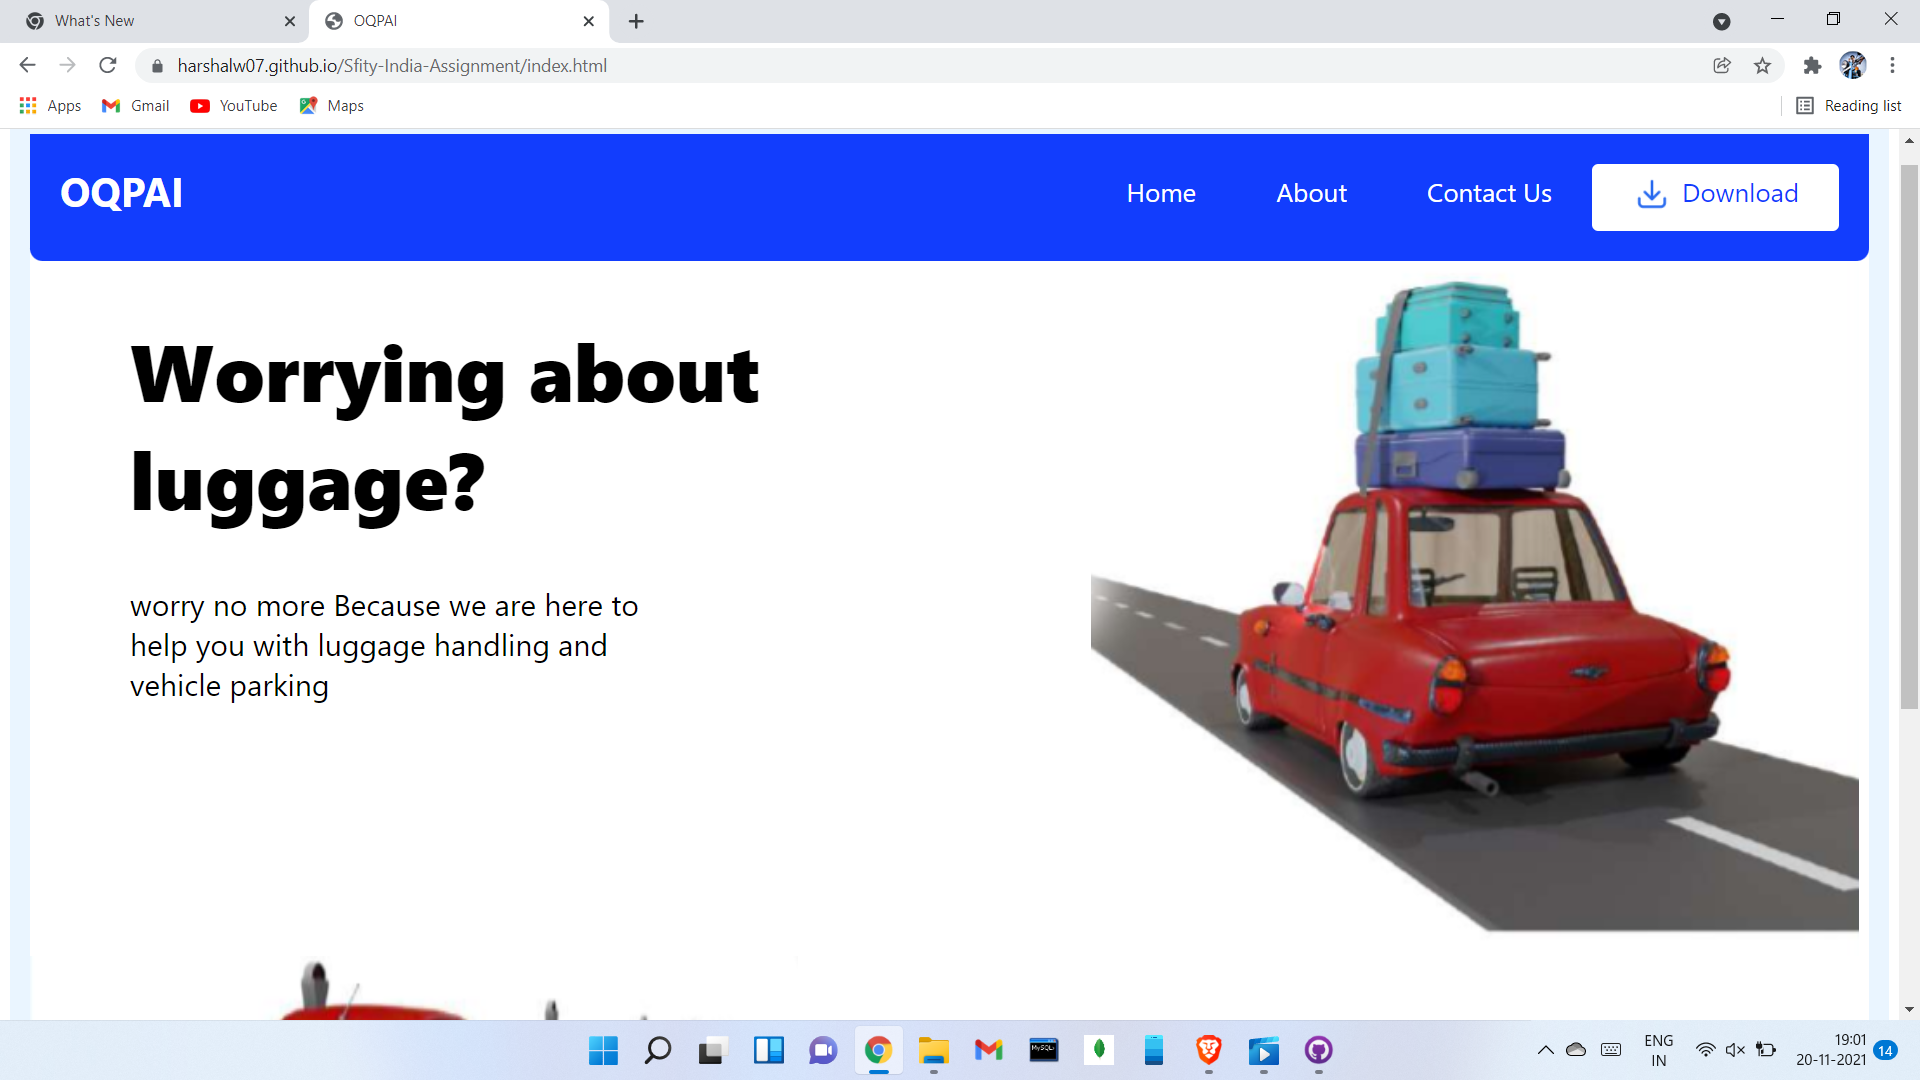 What's New
OQPAI
harshalw07.github.io/Sfity-India-Assignment/index.html
Apps
Gmail
YouTube
Maps
Reading list
OQPAI
Home
About
Contact Us
Download
Worrying about
luggage?
worry no more Because we are here to
help you with luggage handling and
vehicle parking
MySQL
ENG
IN
19:01
20-11-2021
14